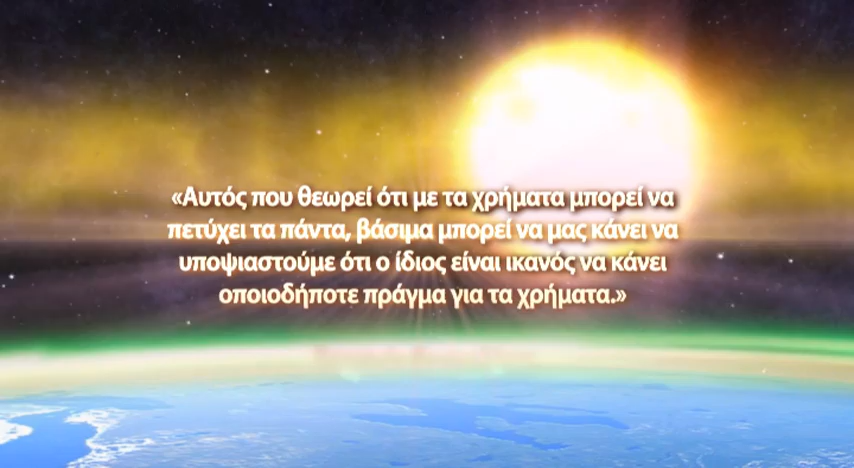 «Αυτός που θεωρεί ότι με τα χρήματα μπορεί να
πετύχει τα πάντα, βάσιμα μπορεί να μας κάνει να
υποψιαστούμε ότι ο ίδιος είναι ικανός να κάνει
οποιοδήποτε πράγμα για τα χρήματα.»